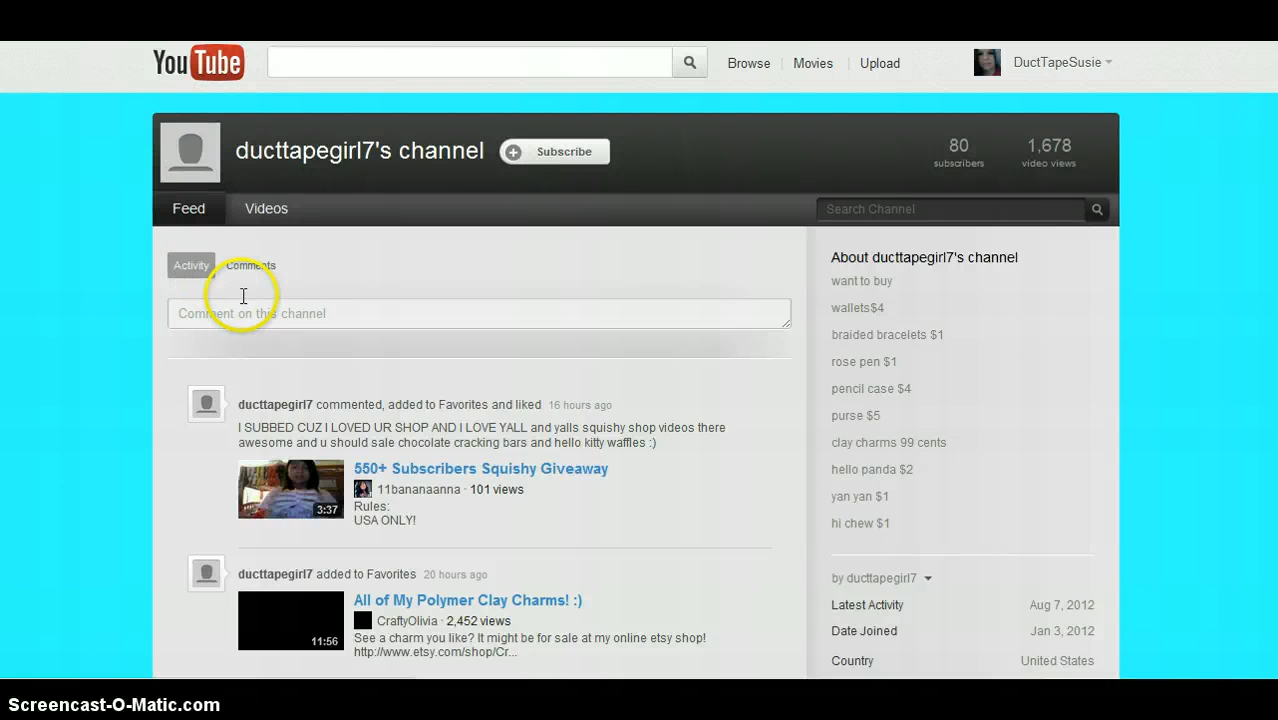 YouTube
Browse
Movies
Upload
DuctTapeSusie
ducttapegirl7's channel
Subscribe
80
subscribers
1,678
video views
Feed
Videos
Search Channel
Activity
Comments
Comment on this channel
ducttapegirl7 commented, added to Favorites and liked 16 hours ago
I SUBBED CUZ I LOVED UR SHOP AND I LOVE YALL and yalls squishy shop videos there
awesome and u should sale chocolate cracking bars and hello kitty waffles :)
3:37
550+ Subscribers Squishy Giveaway
11bananaanna · 101 views
Rules:
USA ONLY!
ducttapegirl7 added to Favorites 20 hours ago
11:56
All of My Polymer Clay Charms! :)
CraftyOlivia · 2,452 views
See a charm you like? It might be for sale at my online etsy shop!
http://www.etsy.com/shop/Cr...
About ducttapegirl7's channel
want to buy
wallets$4
braided bracelets $1
rose pen $1
pencil case $4
purse $5
clay charms 99 cents
hello panda $2
yan yan $1
hi chew $1
by ducttapegirl7
Latest Activity Aug 7, 2012
Date Joined Jan 3, 2012
Country United States
Screencast-O-Matic.com